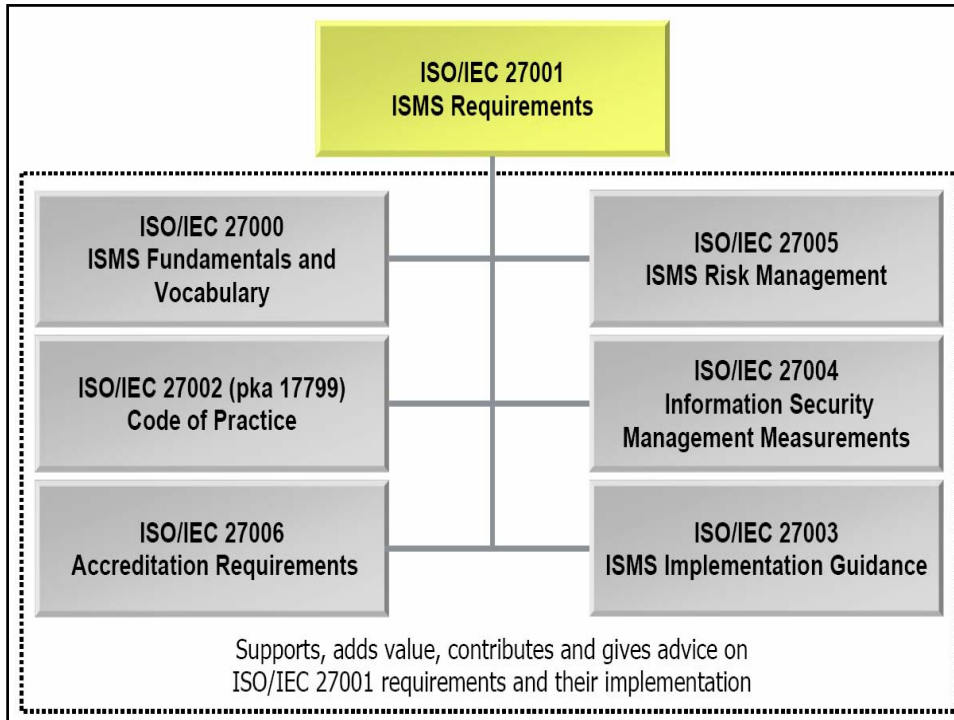 ISO/IEC 27001
ISMS Requirements
ISO/IEC 27000
ISMS Fundamentals and
Vocabulary
ISO/IEC 27005
ISMS Risk Management
ISO/IEC 27002 (pka 17799)
Code of Practice
ISO/IEC 27004
Information Security
Management Measurements
ISO/IEC 27006
Accreditation Requirements
ISO/IEC 27003
ISMS Implementation Guidance
Supports, adds value, contributes and gives advice on
ISO/IEC 27001 requirements and their implementation